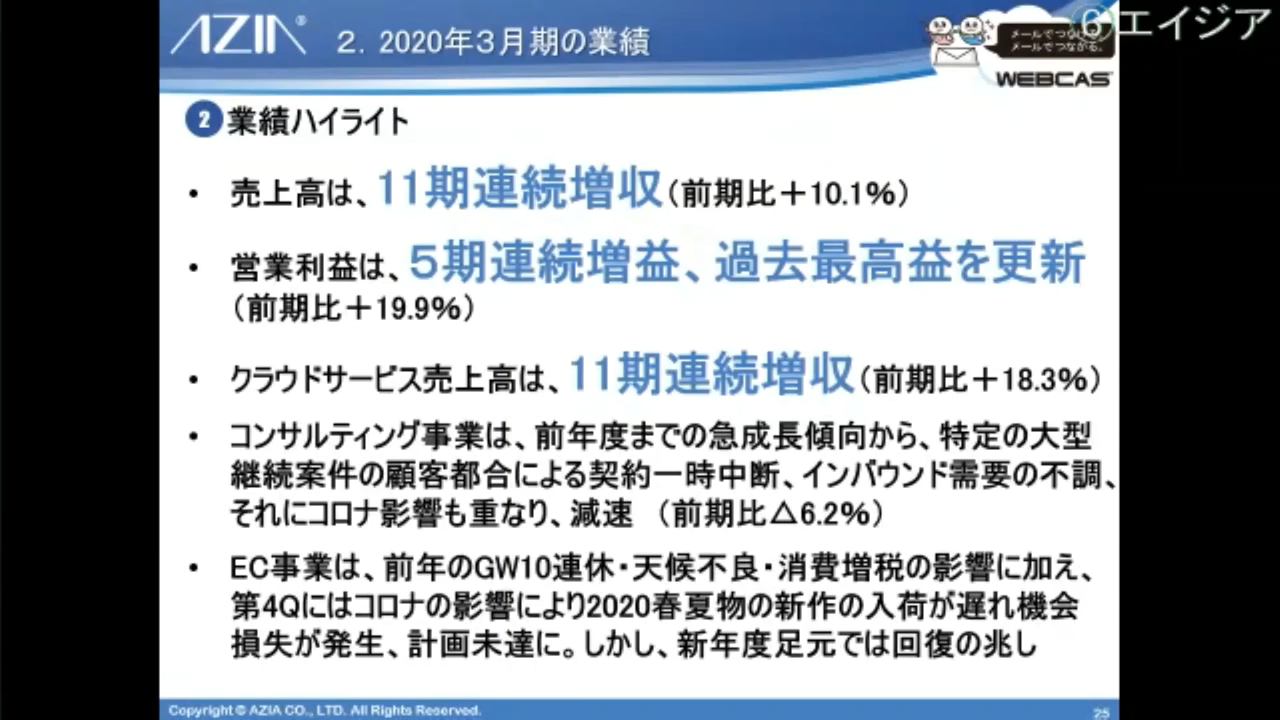 AZIA® 2. 2020年3月期の業績
⑥エイジア
メールでつながる。
WEBCAS
2 業績ハイライト
・ 売上高は、11期連続増収(前期比+10.1%)
・ 営業利益は、5期連続増益、過去最高益を更新
(前期比+19.9%)
・ クラウドサービス売上高は、11期連続増収(前期比+18.3%)
・ コンサルティング事業は、前年度までの急成長傾向から、特定の大型
継続案件の顧客都合による契約一時中断、インバウンド需要の不調、
それにコロナ影響も重なり、減速 (前期比△6.2%)
・ EC事業は、前年のGW10連休・天候不良・消費増税の影響に加え、
第4Qにはコロナの影響により2020春夏物の新作の入荷が遅れ機会
損失が発生、計画未達に。しかし、新年度足元では回復の兆し
Copyright © AZIA CO., LTD. All Rights Reserved.
25